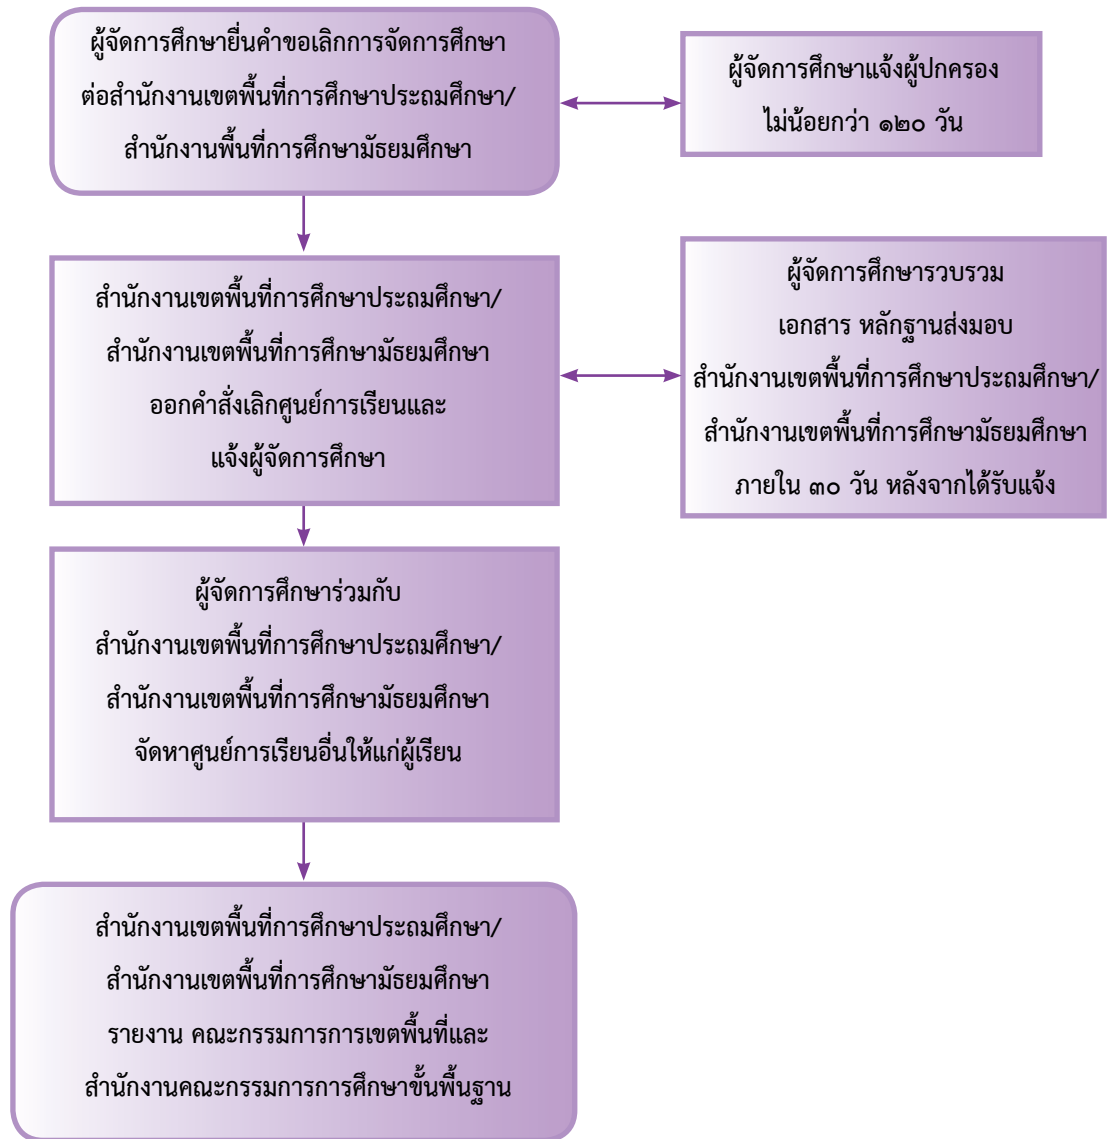 ผู้จัดการศึกษายื่นคำขอเลิกการจัดการศึกษา
ต่อสำนักงานเขตพื้นที่การศึกษาประถมศึกษา/
สำนักงานพื้นที่การศึกษามัธยมศึกษา
ผู้จัดการศึกษาแจ้งผู้ปกครอง
ไม่น้อยกว่า ๑๒๐ วัน
สำนักงานเขตพื้นที่การศึกษาประถมศึกษา/
สำนักงานเขตพื้นที่การศึกษามัธยมศึกษา
ออกคำสั่งเลิกศูนย์การเรียนและ
แจ้งผู้จัดการศึกษา
ผู้จัดการศึกษารวบรวม
เอกสาร หลักฐานส่งมอบ
สำนักงานเขตพื้นที่การศึกษาประถมศึกษา/
สำนักงานเขตพื้นที่การศึกษามัธยมศึกษา
ภายใน ๓๐ วัน หลังจากได้รับแจ้ง
ผู้จัดการศึกษาร่วมกับ
สำนักงานเขตพื้นที่การศึกษาประถมศึกษา/
สำนักงานเขตพื้นที่การศึกษามัธยมศึกษา
จัดหาศูนย์การเรียนอื่นให้แก่ผู้เรียน
สำนักงานเขตพื้นที่การศึกษาประถมศึกษา/
สำนักงานเขตพื้นที่การศึกษามัธยมศึกษา
รายงาน คณะกรรมการการเขตพื้นที่และ
สำนักงานคณะกรรมการการศึกษาขั้นพื้นฐาน